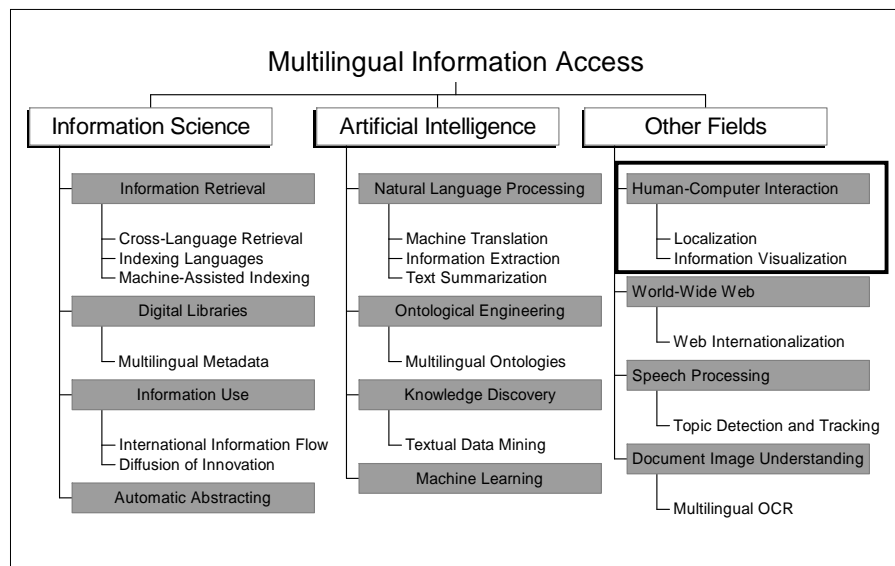 Multilingual Information Access
Information Science
Information Retrieval
Cross-Language Retrieval
Indexing Languages
Machine-Assisted Indexing
Digital Libraries
Multilingual Metadata
Information Use
International Information Flow
Diffusion of Innovation
Automatic Abstracting
Artificial Intelligence
Natural Language Processing
Machine Translation
Information Extraction
Text Summarization
Ontological Engineering
Multilingual Ontologies
Knowledge Discovery
Textual Data Mining
Machine Learning
Other Fields
Human-Computer Interaction
Localization
Information Visualization
World-Wide Web
Web Internationalization
Speech Processing
Topic Detection and Tracking
Document Image Understanding
Multilingual OCR